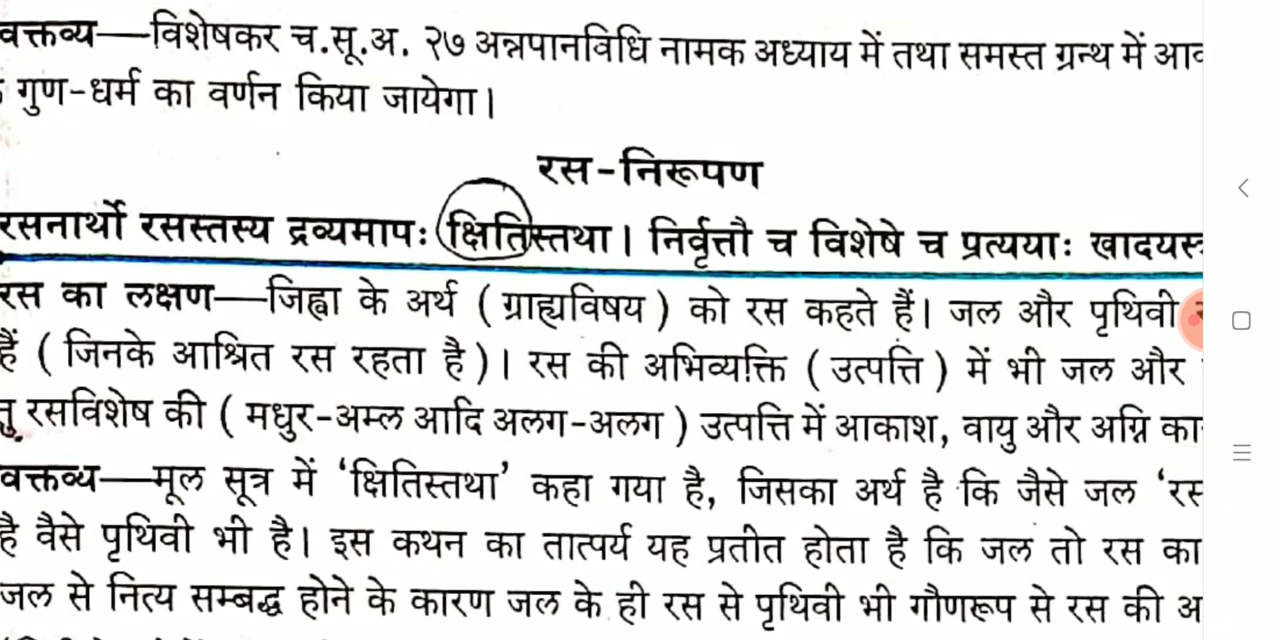 वक्तव्य—विशेषकर च.सू.अ. २७ अन्नपानविधि नामक अध्याय में तथा समस्त ग्रन्थ में
गुण-धर्म का वर्णन किया जायेगा।
रस-निरूपण
रसनार्थो रसस्तस्य द्रव्यमापः क्षितिस्तथा। निर्वृत्तौ च विशेषे च प्रत्ययाः
रस का लक्षण—जिह्वा के अर्थ (ग्राह्यविषय) को रस कहते हैं। जल और पृथिवी
हैं (जिनके आश्रित रस रहता है)। रस की अभिव्यक्ति (उत्पत्ति) में भी जल और
रसविशेष की (मधुर-अम्ल आदि अलग-अलग) उत्पत्ति में आकाश, वायु और अग्नि
वक्तव्य—मूल सूत्र में ‘क्षितिस्तथा’ कहा गया है, जिसका अर्थ है कि जैसे जल ‘रस
है वैसे पृथिवी भी है। इस कथन का तात्पर्य यह प्रतीत होता है कि जल तो रस का
जल से नित्य सम्बद्ध होने के कारण जल के ही रस से पृथिवी भी गौणरूप से रस की